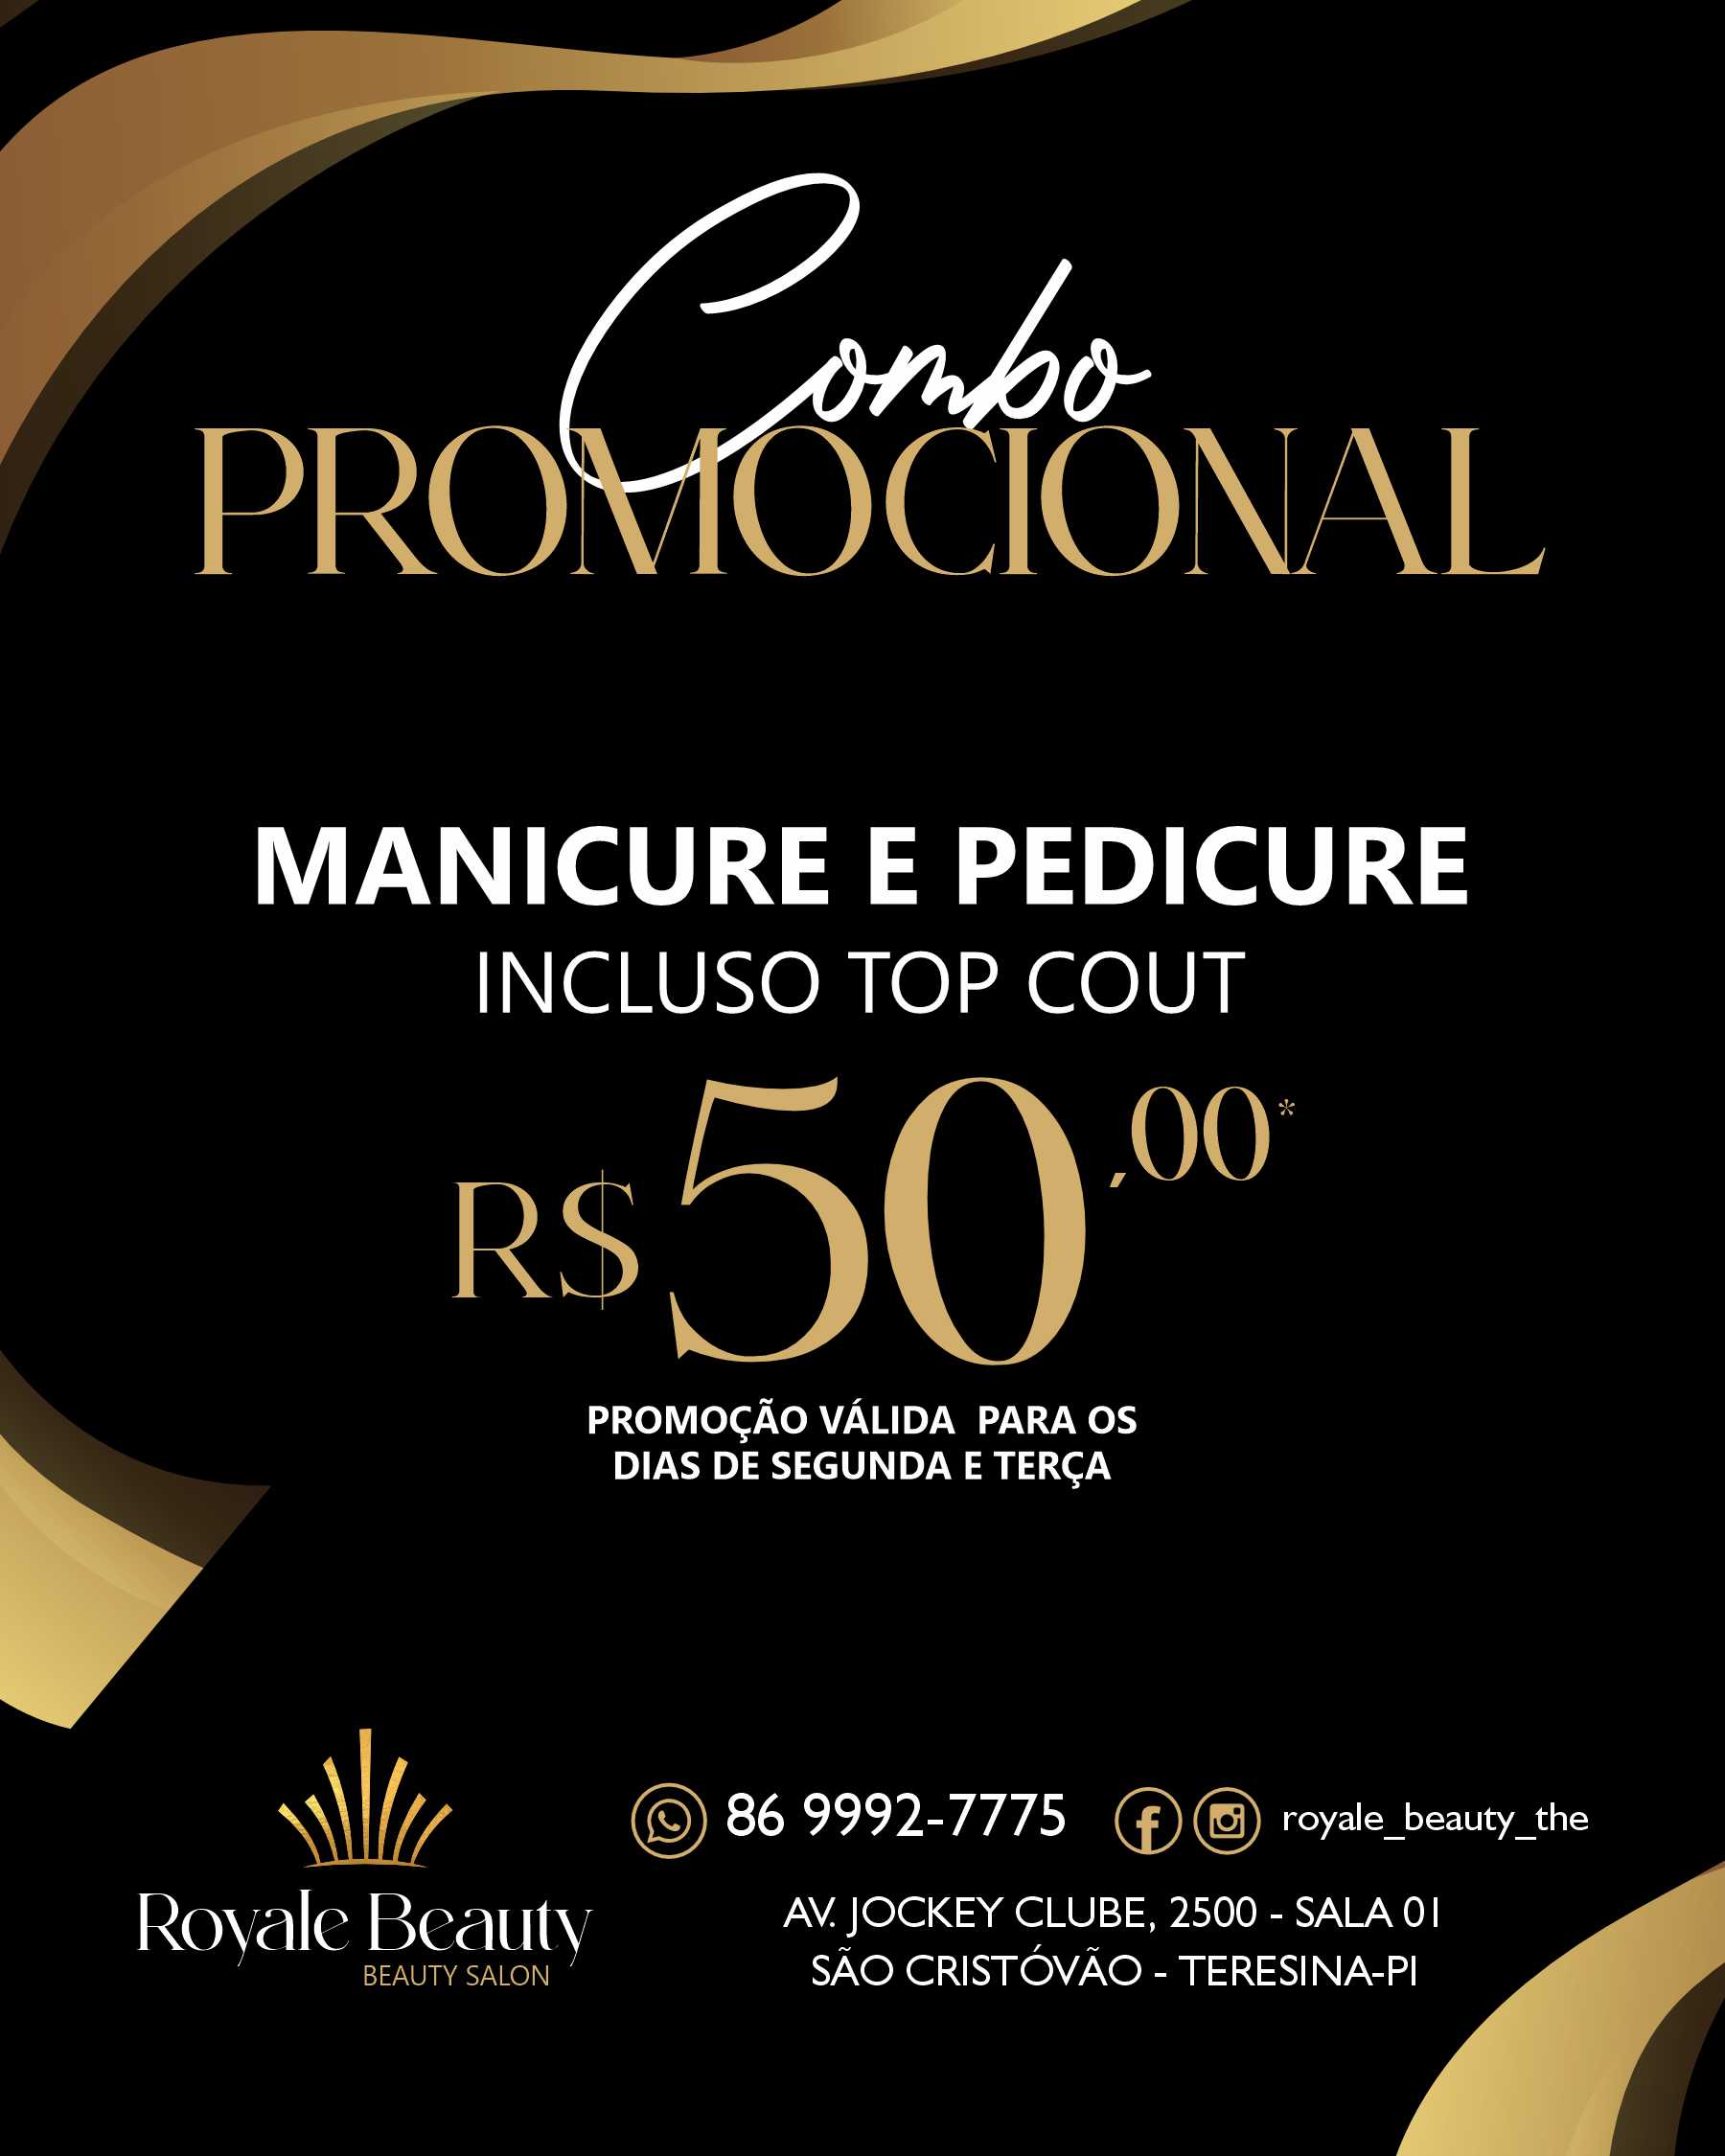 Combo
PROMOCIONAL
MANICURE E PEDICURE
INCLUSO TOP COUT
R$50,00*
PROMOÇÃO VÁLIDA PARA OS
DIAS DE SEGUNDA E TERÇA
Royale Beauty
BEAUTY SALON
86 9992-7775
royale_beauty_the
AV. JOCKEY CLUBE, 2500 - SALA 01
SÃO CRISTÓVÃO - TERESINA-PI